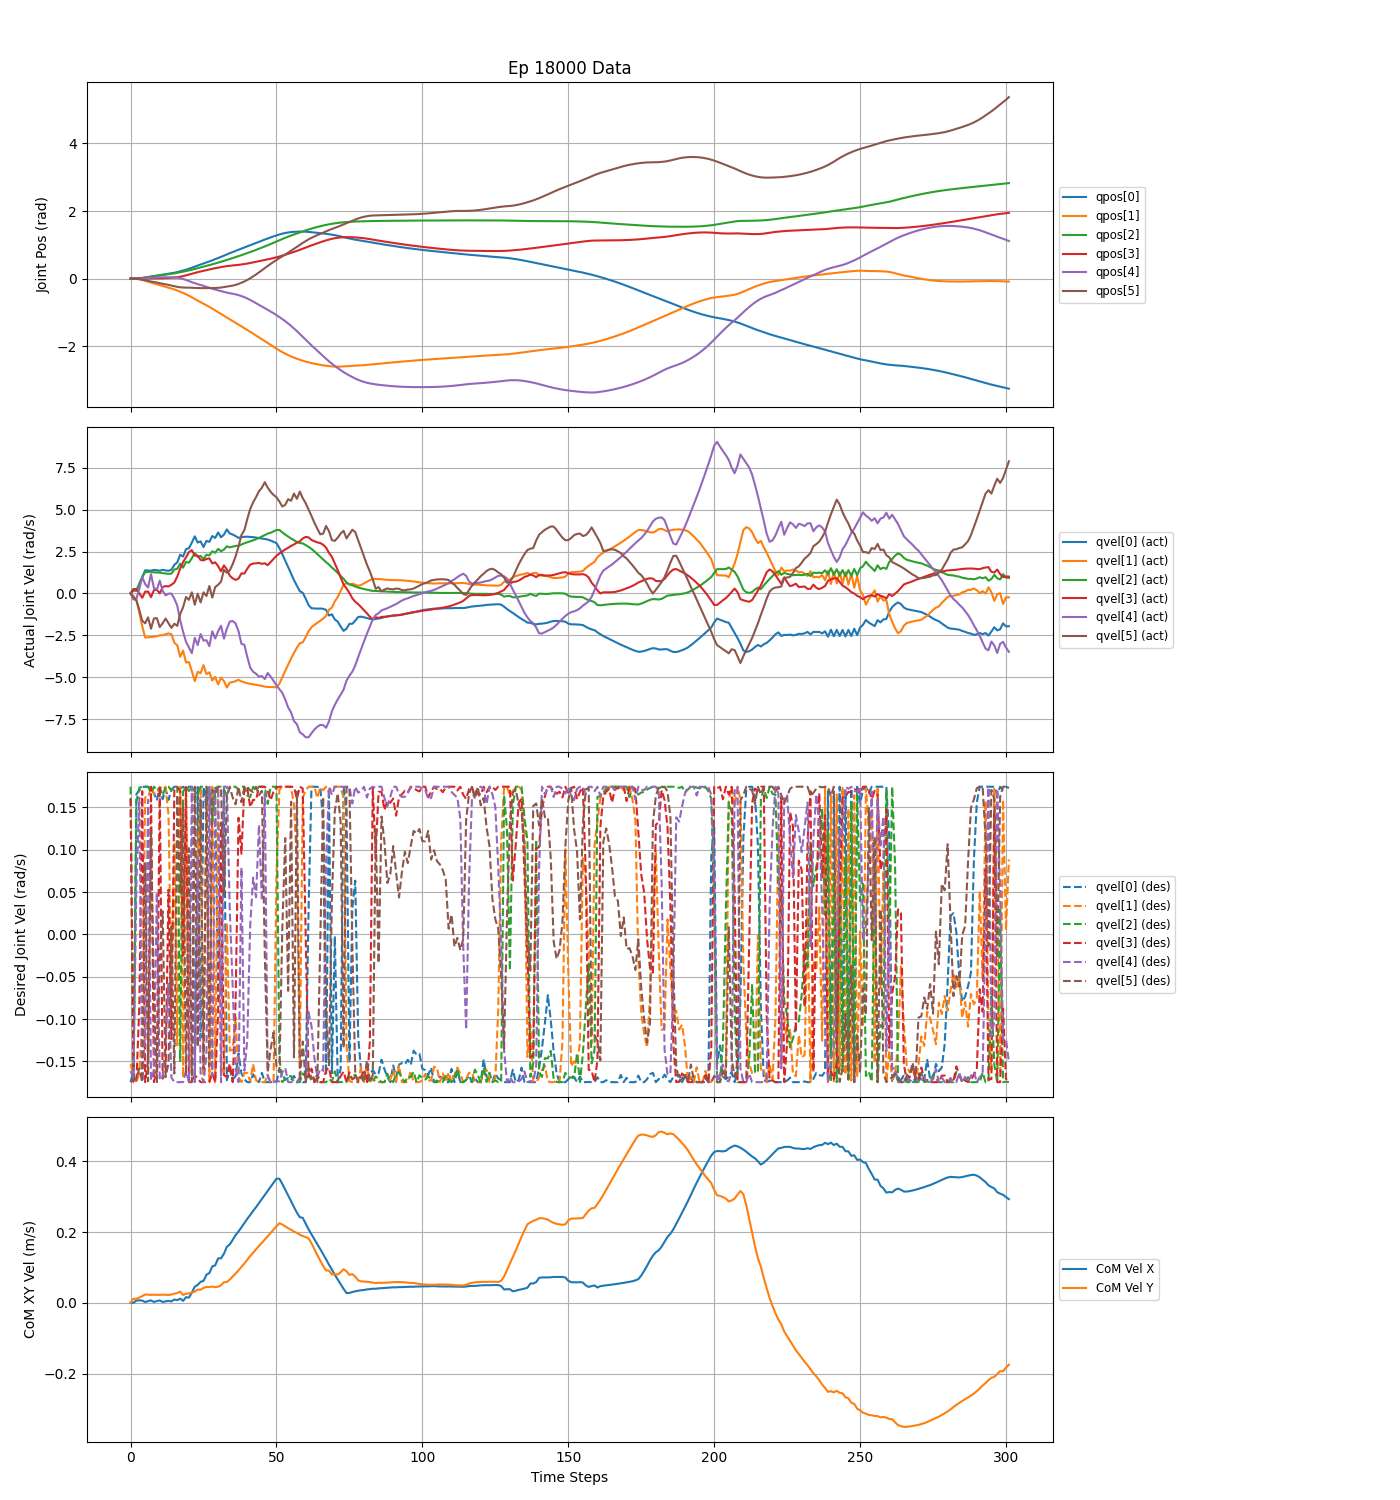 Ep 18000 Data
Joint Pos (rad)
4
2
0
−2
qpos[0]
qpos[1]
qpos[2]
qpos[3]
qpos[4]
qpos[5]
Actual Joint Vel (rad/s)
7.5
5.0
2.5
0.0
−2.5
−5.0
−7.5
qvel[0] (act)
qvel[1] (act)
qvel[2] (act)
qvel[3] (act)
qvel[4] (act)
qvel[5] (act)
Desired Joint Vel (rad/s)
0.15
0.10
0.05
0.00
−0.05
−0.10
−0.15
qvel[0] (des)
qvel[1] (des)
qvel[2] (des)
qvel[3] (des)
qvel[4] (des)
qvel[5] (des)
CoM XY Vel (m/s)
0.4
0.2
0.0
−0.2
CoM Vel X
CoM Vel Y
0 50 100 150 200 250 300
Time Steps